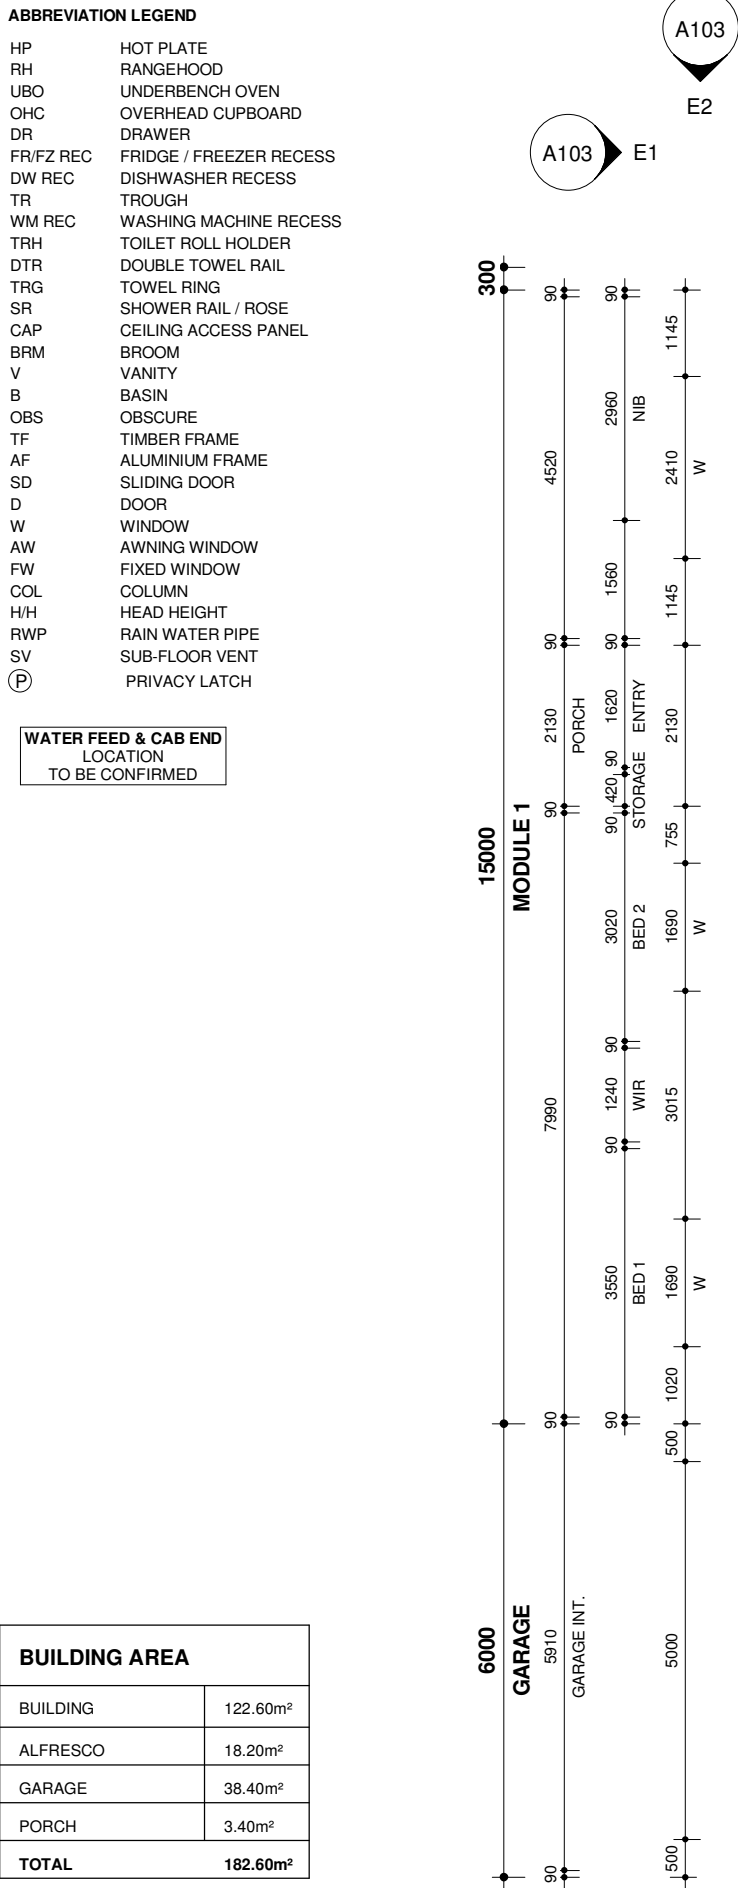 ABBREVIATION LEGEND
HP HOT PLATE
RH RANGEHOOD
UBO UNDERBENCH OVEN
OHC OVERHEAD CUPBOARD
DR DRAWER
FR/FZ REC FRIDGE / FREEZER RECESS
DW REC DISHWASHER RECESS
TR TROUGH
WM REC WASHING MACHINE RECESS
TRH TOILET ROLL HOLDER
DTR DOUBLE TOWEL RAIL
TRG TOWEL RING
SR SHOWER RAIL / ROSE
CAP CEILING ACCESS PANEL
BRM BROOM
V VANITY
B BASIN
OBS OBSCURE
TF TIMBER FRAME
AF ALUMINIUM FRAME
SD SLIDING DOOR
D DOOR
W WINDOW
AW AWNING WINDOW
FW FIXED WINDOW
COL COLUMN
H/H HEAD HEIGHT
RWP RAIN WATER PIPE
SV SUB-FLOOR VENT
P PRIVACY LATCH
WATER FEED & CAB END
LOCATION
TO BE CONFIRMED
A103
E2
A103 E1
300
15000
MODULE 1
6000
GARAGE
90
4520
90
2130
PORCH
90
7990
90
5910
GARAGE INT.
90
90
2960
NIB
1560
90
1620
ENTRY
90
420
STORAGE
90
3020
BED 2
90
1240
WIR
90
3550
BED 1
90
1145
2410
W
1145
2130
755
1690
W
3015
1690
W
1020
500
5000
500
BUILDING AREA
BUILDING 122.60m²
ALFRESCO 18.20m²
GARAGE 38.40m²
PORCH 3.40m²
TOTAL 182.60m²